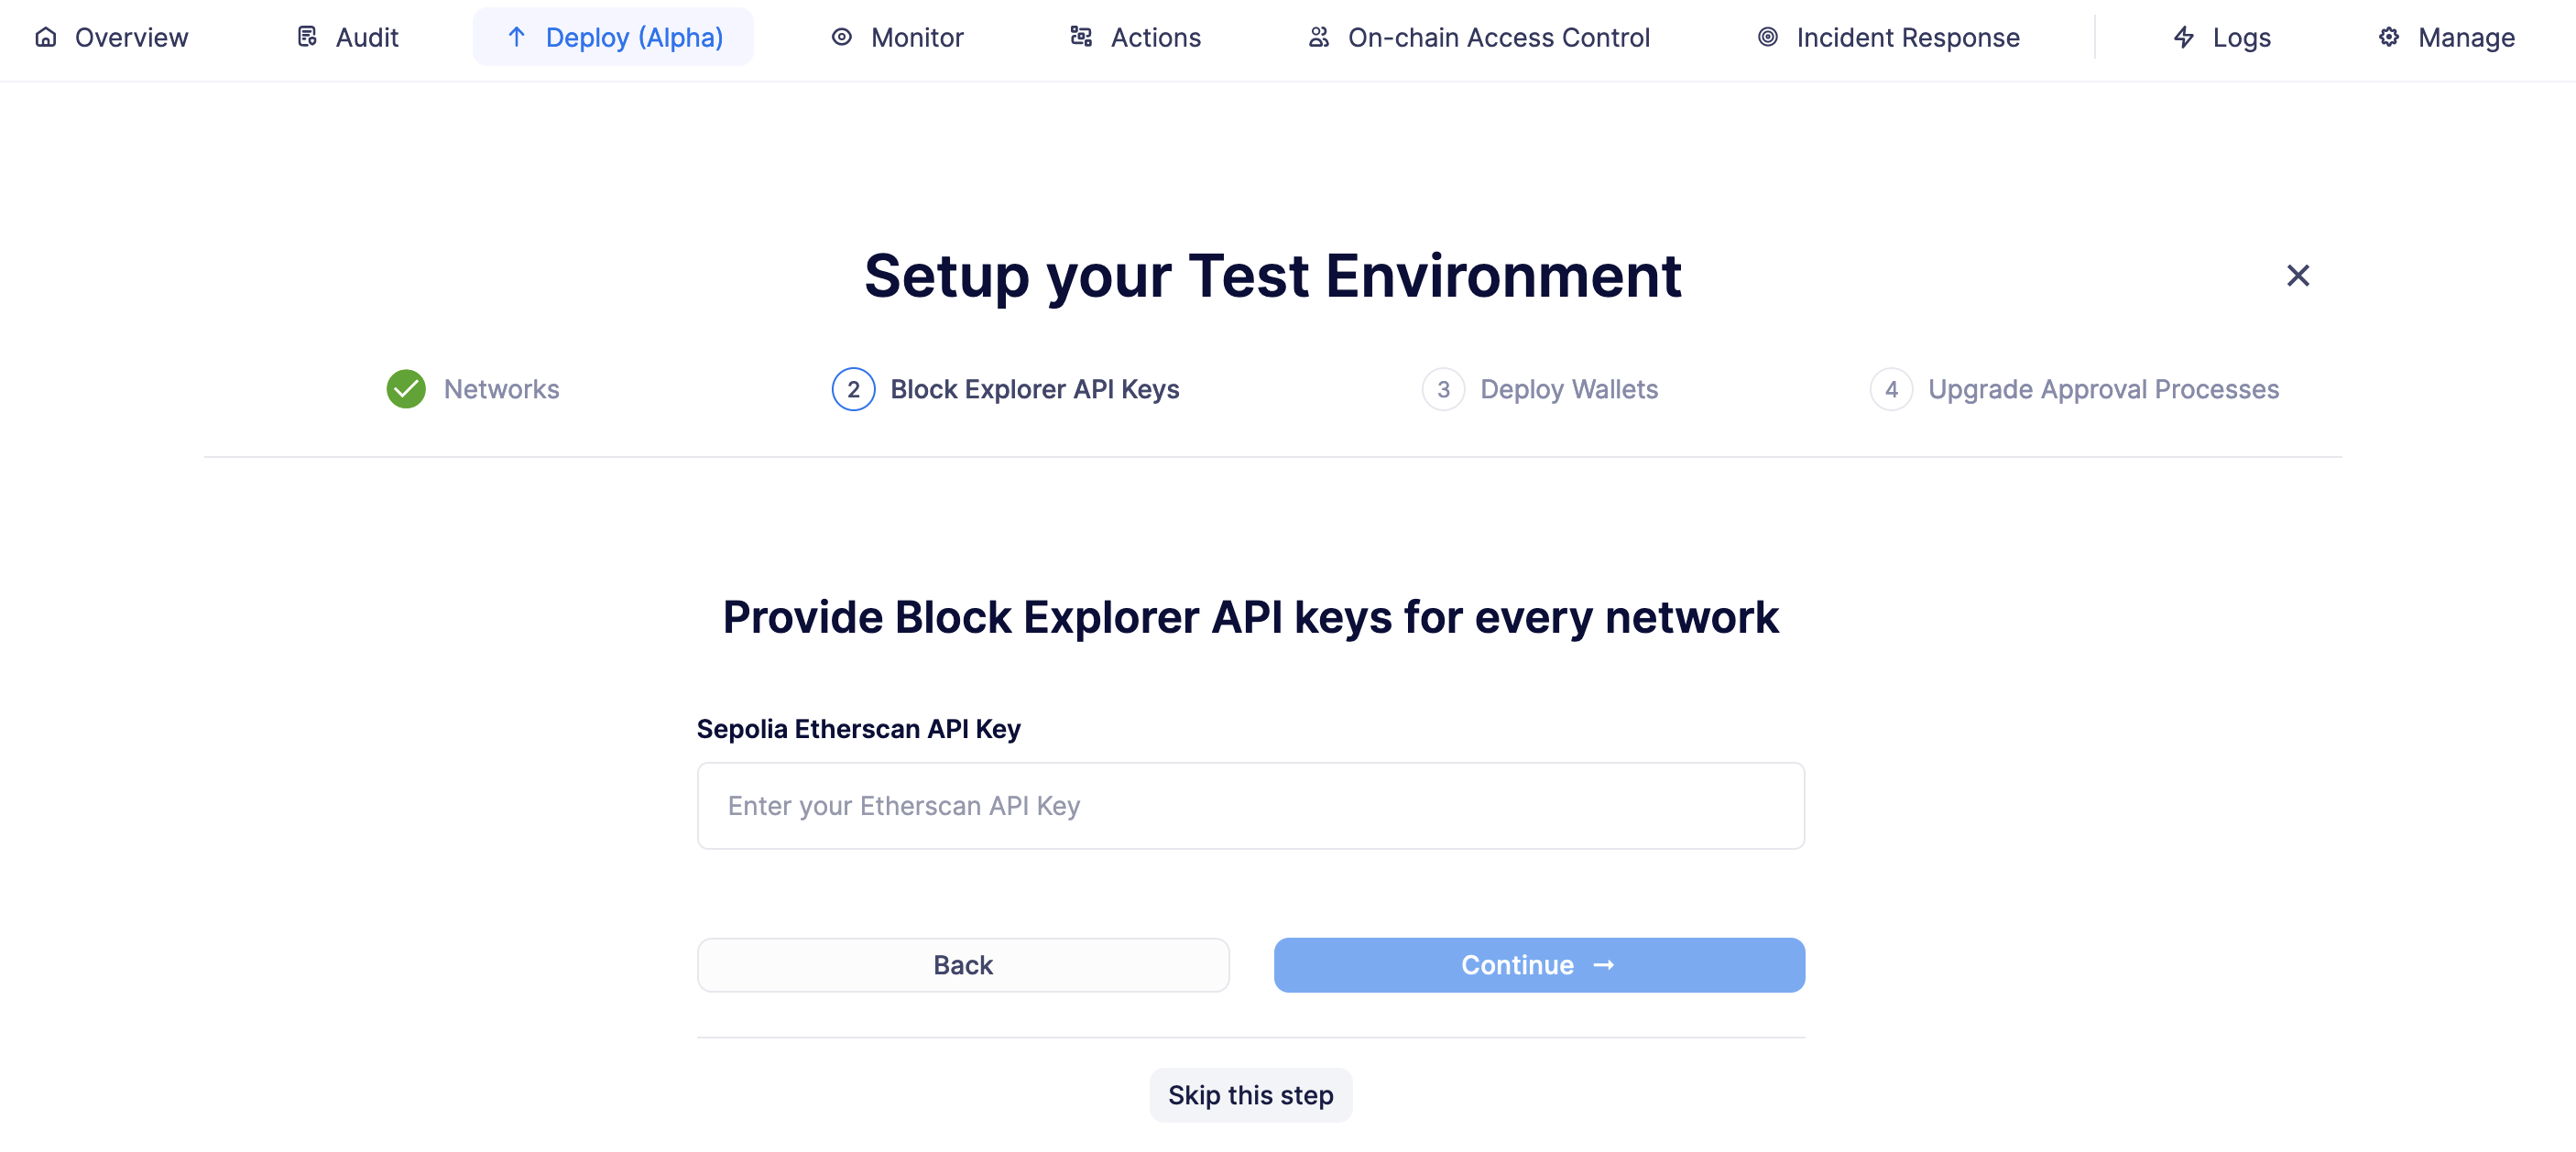 Overview Audit Deploy (Alpha) Monitor Actions On-chain Access Control Incident Response Logs Manage
Setup your Test Environment
Networks 2 Block Explorer API Keys 3 Deploy Wallets 4 Upgrade Approval Processes
Provide Block Explorer API keys for every network
Sepolia Etherscan API Key
Enter your Etherscan API Key
Back Continue →
Skip this step